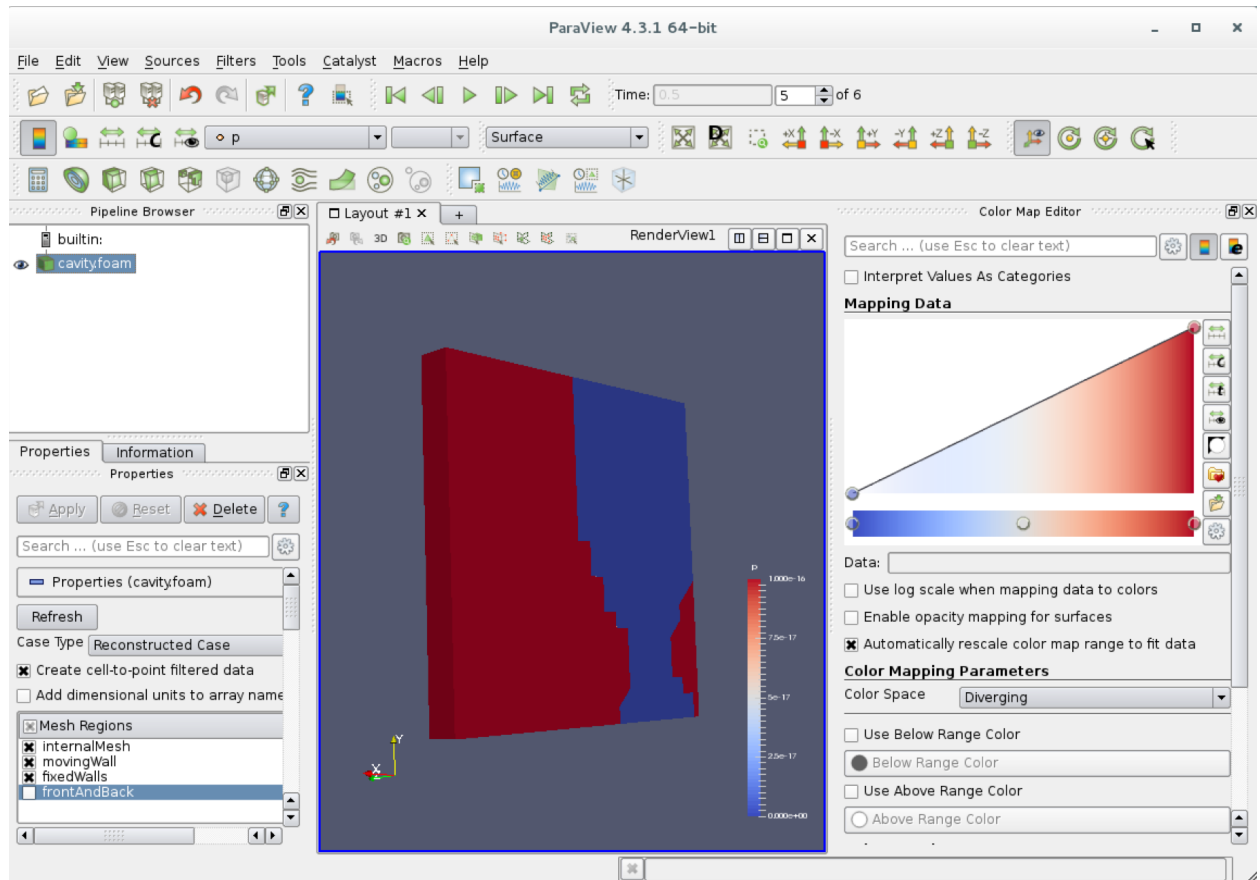 ParaView 4.3.1 64-bit
File Edit View Sources Filters Tools Catalyst Macros Help
Time: 0.5 5 of 6
p Surface
+X -X +Y -Y +Z -Z
Pipeline Browser
builtin:
cavity.foam
Properties Information
Properties
Apply Reset Delete ?
Search ... (use Esc to clear text)
Properties (cavity.foam)
Refresh
Case Type Reconstructed Case
Create cell-to-point filtered data
Add dimensional units to array name
Mesh Regions
internalMesh
movingWall
fixedWalls
frontAndBack
Layout #1 +
3D RenderView1
p
1.000e-16
7.5e-17
5e-17
2.5e-17
0.000e+00
Y
X
Z
Color Map Editor
Search ... (use Esc to clear text)
Interpret Values As Categories
Mapping Data
Data:
Use log scale when mapping data to colors
Enable opacity mapping for surfaces
Automatically rescale color map range to fit data
Color Mapping Parameters
Color Space Diverging
Use Below Range Color
Below Range Color
Use Above Range Color
Above Range Color